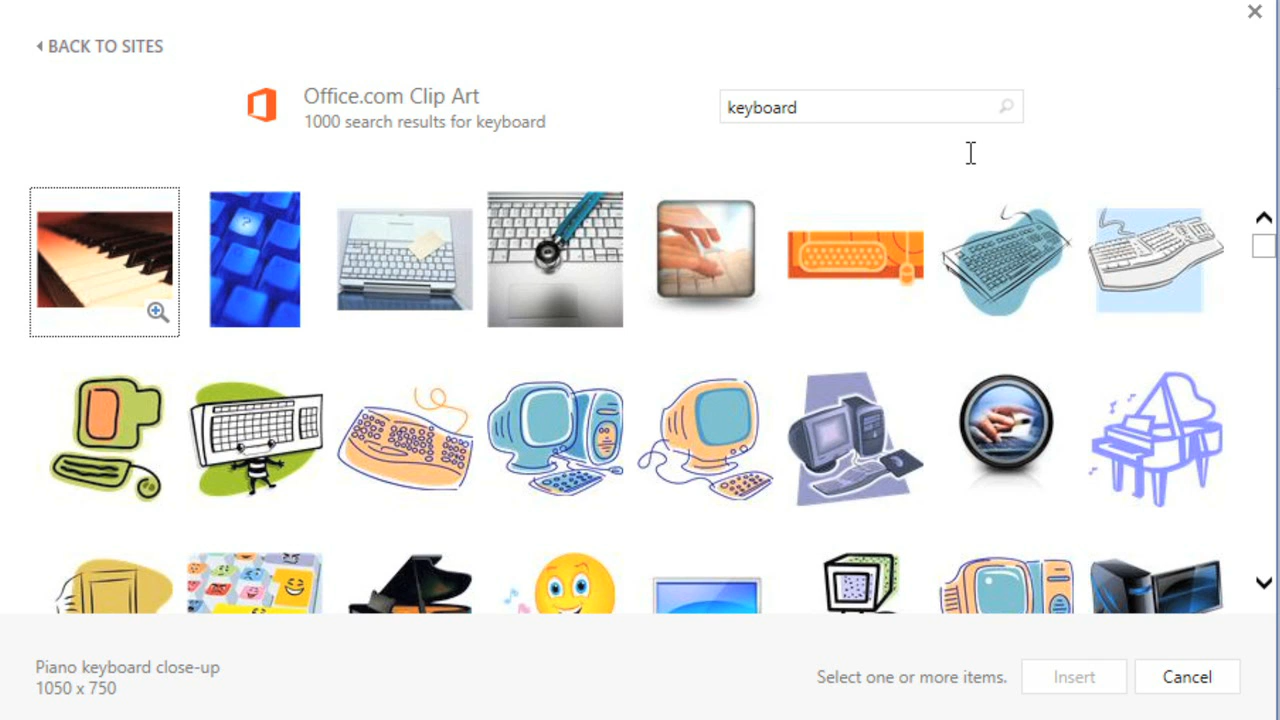 BACK TO SITES
Office.com Clip Art
1000 search results for keyboard
keyboard
?
Piano keyboard close-up
1050 x 750
Select one or more items.
Insert
Cancel